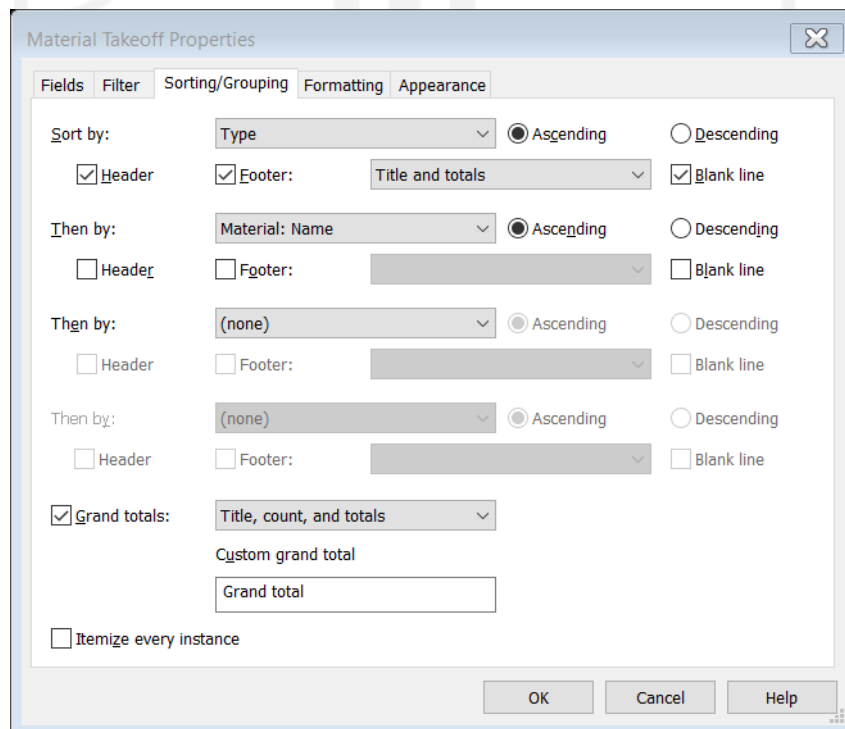 Material Takeoff Properties
Fields Filter Sorting/Grouping Formatting Appearance
Sort by: Type Ascending Descending
Header Footer: Title and totals Blank line
Then by: Material: Name Ascending Descending
Header Footer: Blank line
Then by: (none) Ascending Descending
Header Footer: Blank line
Then by: (none) Ascending Descending
Header Footer: Blank line
Grand totals: Title, count, and totals
Custom grand total
Grand total
Itemize every instance
OK Cancel Help